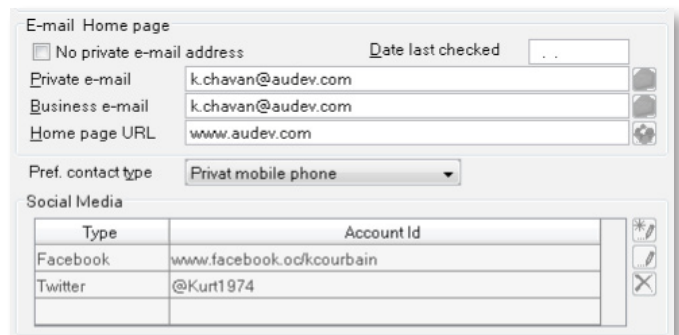 E-mail Home page
No private e-mail address Date last checked . .
Private e-mail k.chavan@audev.com
Business e-mail k.chavan@audev.com
Home page URL www.audev.com
Pref. contact type Privat mobile phone
Social Media
Type Account Id
Facebook www.facebook.oc/kcourbain
Twitter @Kurt1974